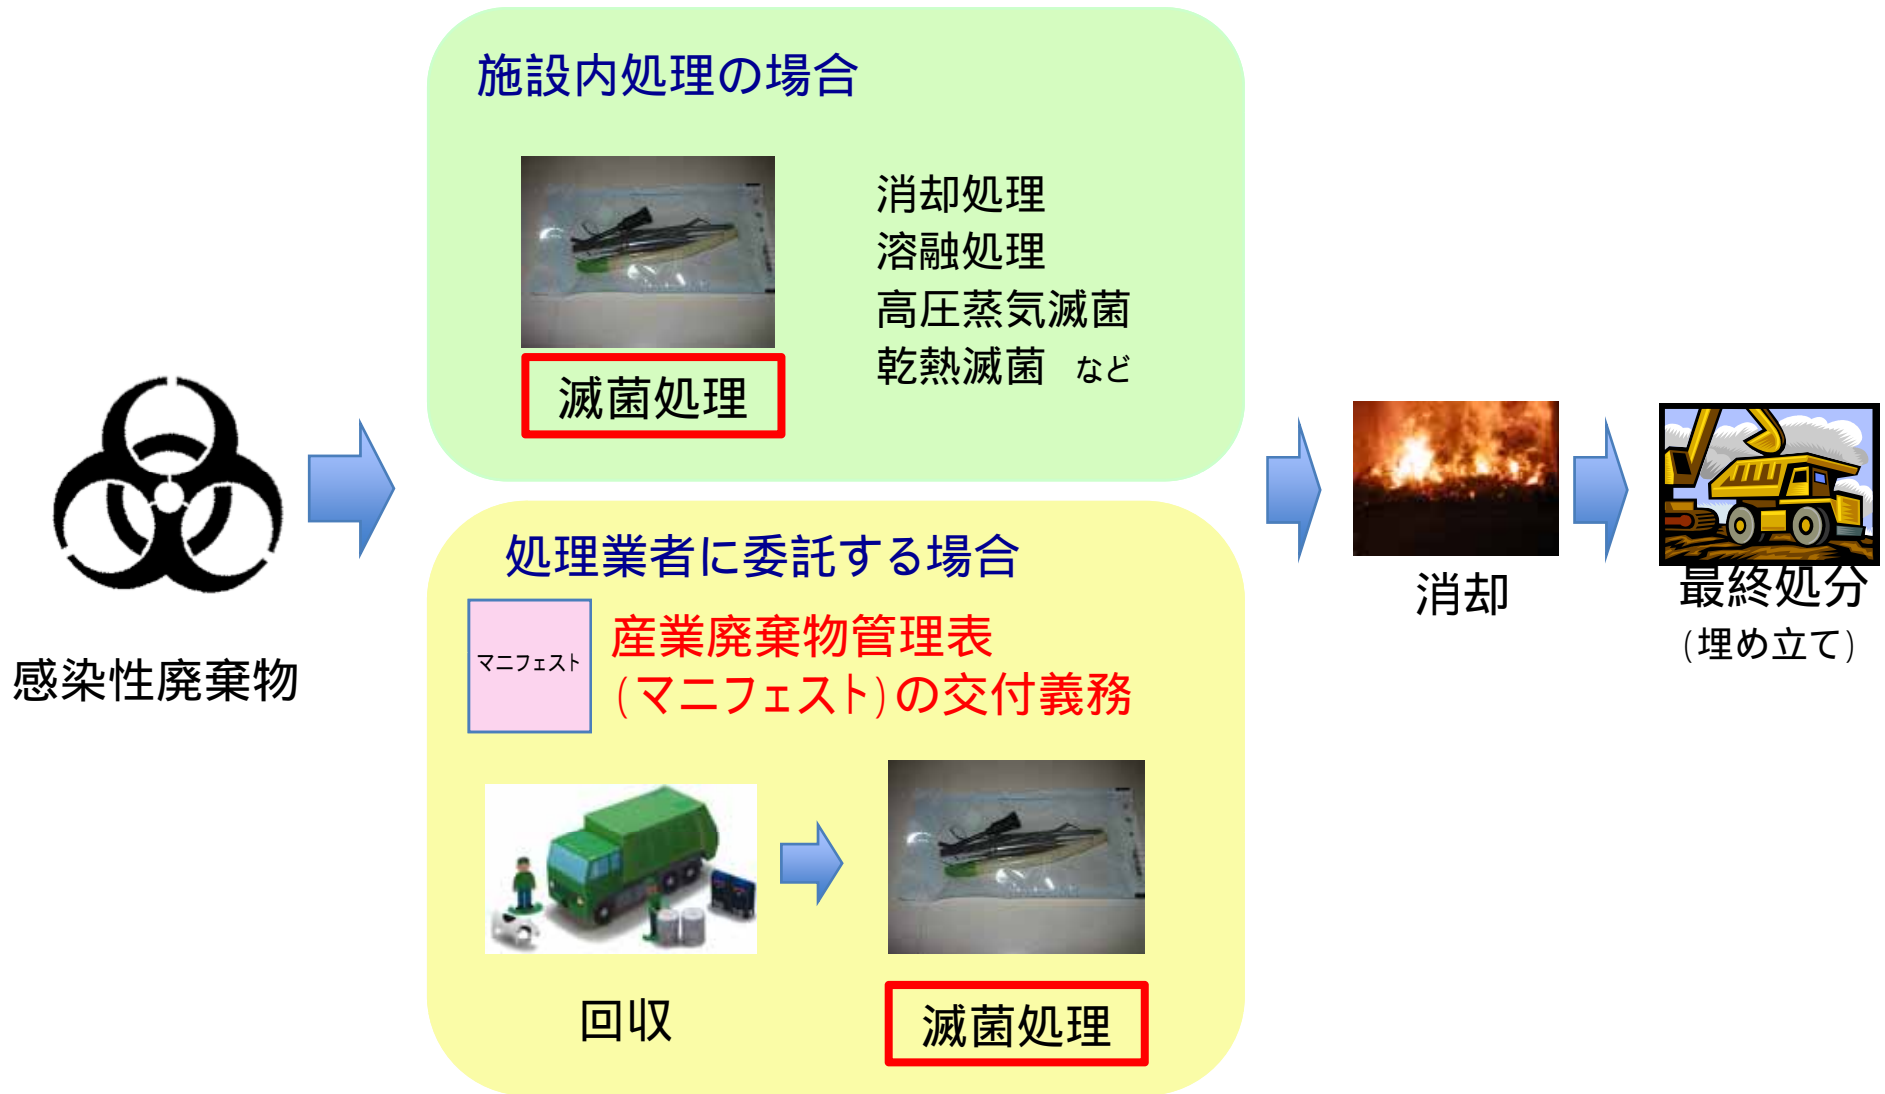 感染性廃棄物
施設内処理の場合
滅菌処理
消却処理
溶融処理
高圧蒸気滅菌
乾熱滅菌 など
処理業者に委託する場合
マニフェスト
産業廃棄物管理表
(マニフェスト)の交付義務
回収
滅菌処理
消却
最終処分
(埋め立て)